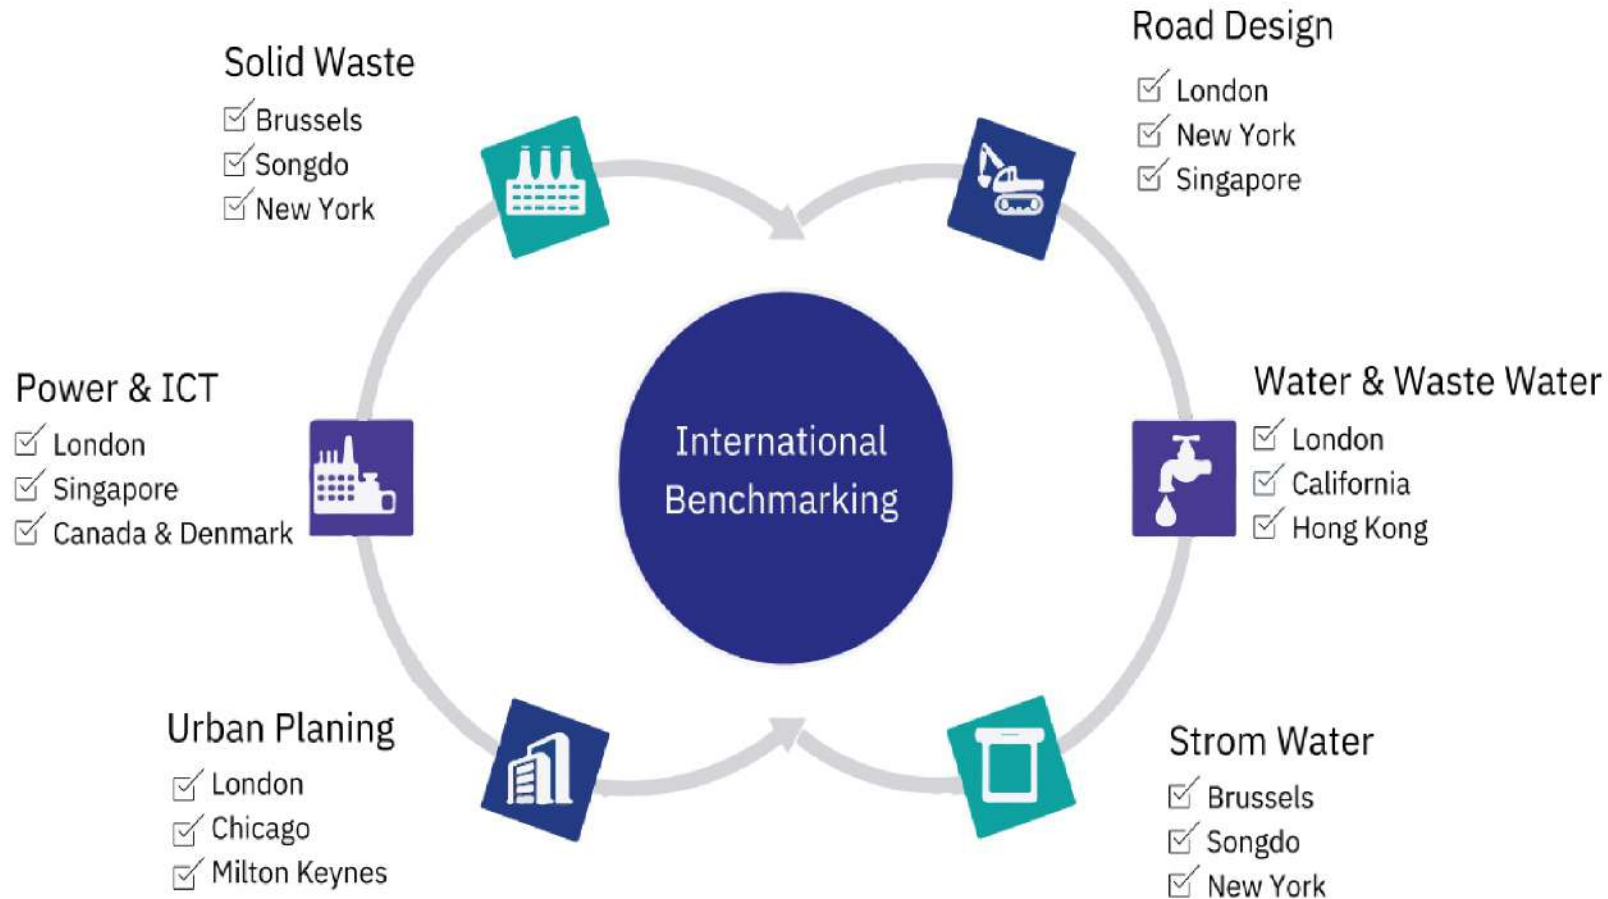 Solid Waste
Brussels
Songdo
New York
Road Design
London
New York
Singapore
Power & ICT
London
Singapore
Canada & Denmark
International
Benchmarking
Water & Waste Water
London
California
Hong Kong
Urban Planing
London
Chicago
Milton Keynes
Strom Water
Brussels
Songdo
New York